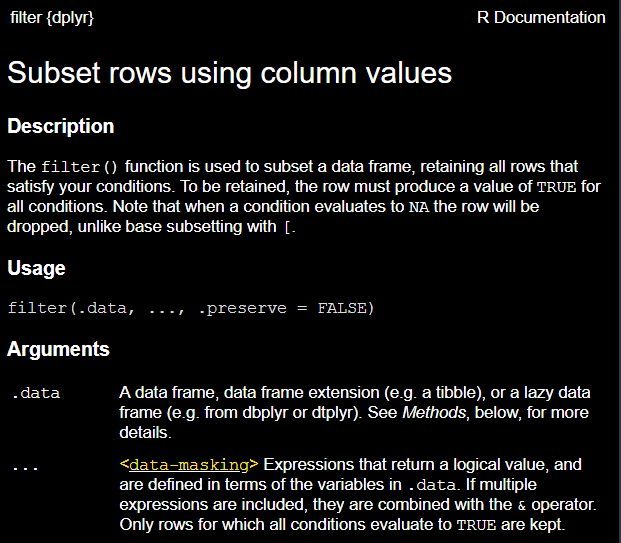 filter {dplyr} R Documentation
Subset rows using column values
Description
The filter() function is used to subset a data frame, retaining all rows that
satisfy your conditions. To be retained, the row must produce a value of TRUE for
all conditions. Note that when a condition evaluates to NA the row will be
dropped, unlike base subsetting with [.
Usage
filter(.data, ..., .preserve = FALSE)
Arguments
.data A data frame, data frame extension (e.g. a tibble), or a lazy data
frame (e.g. from dbplyr or dtplyr). See Methods, below, for more
details.
... <data-masking> Expressions that return a logical value, and
are defined in terms of the variables in .data. If multiple
expressions are included, they are combined with the & operator.
Only rows for which all conditions evaluate to TRUE are kept.